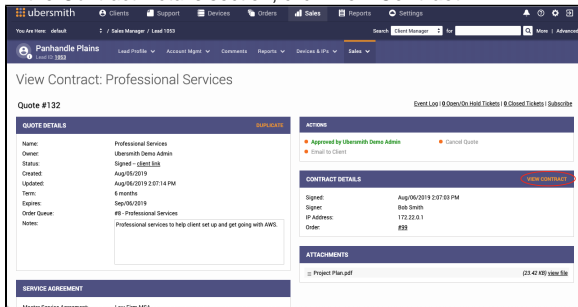 ubersmith Clients Support Devices Orders Sales Reports Settings
You Are Here: default / Sales Manager / Lead 1053 Search Client Manager for More | Advanced
Panhandle Plains
Lead ID: 1053
Lead Profile Account Mgmt Comments Reports Devices & IPs Sales
View Contract: Professional Services
Quote #132
Event Log | 0 Open/On Hold Tickets | 0 Closed Tickets | Subscribe
QUOTE DETAILS DUPLICATE
Name: Professional Services
Owner: Ubersmith Demo Admin
Status: Signed – client link
Created: Aug/05/2019
Updated: Aug/06/2019 2:07:14 PM
Term: 6 months
Expires: Sep/06/2019
Order Queue: #8 - Professional Services
Notes: Professional services to help client set up and get going with AWS.
SERVICE AGREEMENT
ACTIONS
Approved by Ubersmith Demo Admin Cancel Quote
Email to Client
CONTRACT DETAILS VIEW CONTRACT
Signed: Aug/06/2019 2:07:03 PM
Signer: Bob Smith
IP Address: 172.22.0.1
Order: #99
ATTACHMENTS
Project Plan.pdf (23.42 KB) view file